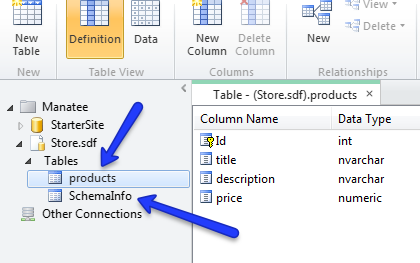 New Table
Definition
Data
New Column
Delete Column
New
View
Delete
New
Table View
Columns
Relationships
Manatee
StarterSite
Store.sdf
Tables
products
SchemaInfo
Other Connections
Table - (Store.sdf).products ×
Column Name Data Type
Id int
title nvarchar
description nvarchar
price numeric